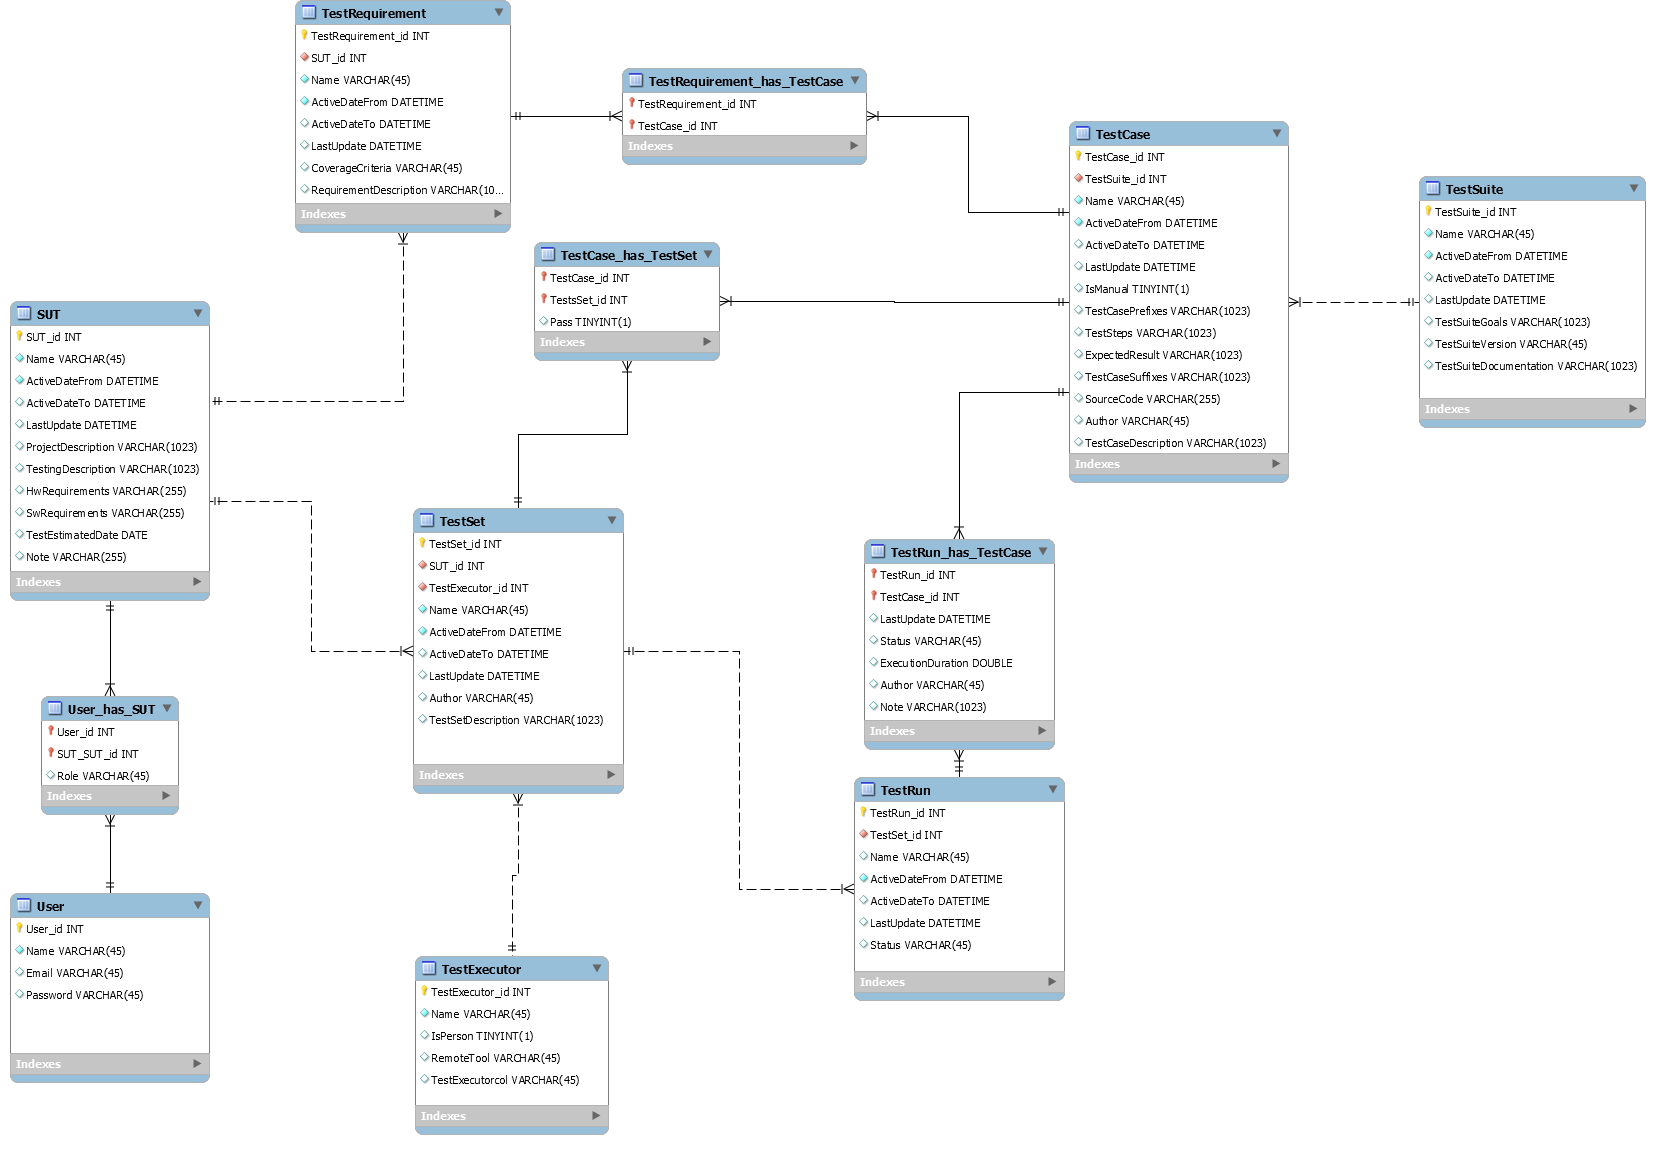 TestRequirement
TestRequirement_id INT
SUT_id INT
Name VARCHAR(45)
ActiveDateFrom DATETIME
ActiveDateTo DATETIME
LastUpdate DATETIME
CoverageCriteria VARCHAR(45)
RequirementDescription VARCHAR(10...
Indexes
TestRequirement_has_TestCase
TestRequirement_id INT
TestCase_id INT
Indexes
TestCase
TestCase_id INT
TestSuite_id INT
Name VARCHAR(45)
ActiveDateFrom DATETIME
ActiveDateTo DATETIME
LastUpdate DATETIME
IsManual TINYINT(1)
TestCasePrefixes VARCHAR(1023)
TestSteps VARCHAR(1023)
ExpectedResult VARCHAR(1023)
TestCaseSuffixes VARCHAR(1023)
SourceCode VARCHAR(255)
Author VARCHAR(45)
TestCaseDescription VARCHAR(1023)
Indexes
TestSuite
TestSuite_id INT
Name VARCHAR(45)
ActiveDateFrom DATETIME
ActiveDateTo DATETIME
LastUpdate DATETIME
TestSuiteGoals VARCHAR(1023)
TestSuiteVersion VARCHAR(45)
TestSuiteDocumentation VARCHAR(1023)
Indexes
TestCase_has_TestSet
TestCase_id INT
TestsSet_id INT
Pass TINYINT(1)
Indexes
SUT
SUT_id INT
Name VARCHAR(45)
ActiveDateFrom DATETIME
ActiveDateTo DATETIME
LastUpdate DATETIME
ProjectDescription VARCHAR(1023)
TestingDescription VARCHAR(1023)
HwRequirements VARCHAR(255)
SwRequirements VARCHAR(255)
TestEstimatedDate DATE
Note VARCHAR(255)
Indexes
TestSet
TestSet_id INT
SUT_id INT
TestExecutor_id INT
Name VARCHAR(45)
ActiveDateFrom DATETIME
ActiveDateTo DATETIME
LastUpdate DATETIME
Author VARCHAR(45)
TestSetDescription VARCHAR(1023)
Indexes
TestRun_has_TestCase
TestRun_id INT
TestCase_id INT
LastUpdate DATETIME
Status VARCHAR(45)
ExecutionDuration DOUBLE
Author VARCHAR(45)
Note VARCHAR(1023)
Indexes
User_has_SUT
User_id INT
SUT_SUT_id INT
Role VARCHAR(45)
Indexes
TestRun
TestRun_id INT
TestSet_id INT
Name VARCHAR(45)
ActiveDateFrom DATETIME
ActiveDateTo DATETIME
LastUpdate DATETIME
Status VARCHAR(45)
Indexes
User
User_id INT
Name VARCHAR(45)
Email VARCHAR(45)
Password VARCHAR(45)
Indexes
TestExecutor
TestExecutor_id INT
Name VARCHAR(45)
IsPerson TINYINT(1)
RemoteTool VARCHAR(45)
TestExecutorcol VARCHAR(45)
Indexes